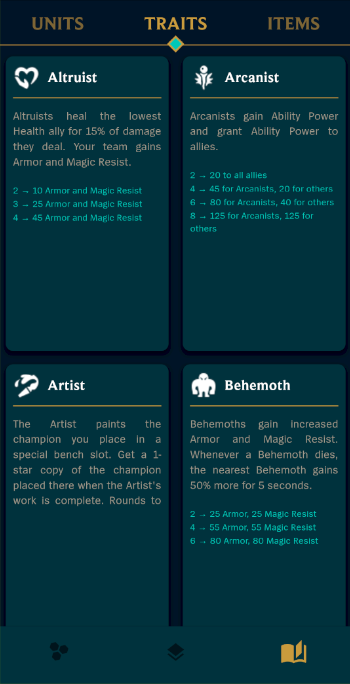 UNITS TRAITS ITEMS
Altruist
Altruists heal the lowest
Health ally for 15% of damage
they deal. Your team gains
Armor and Magic Resist.
2 → 10 Armor and Magic Resist
3 → 25 Armor and Magic Resist
4 → 45 Armor and Magic Resist
Arcanist
Arcanists gain Ability Power
and grant Ability Power to
allies.
2 → 20 to all allies
4 → 45 for Arcanists, 20 for others
6 → 80 for Arcanists, 40 for others
8 → 125 for Arcanists, 125 for
others
Artist
The Artist paints the
champion you place in a
special bench slot. Get a 1-
star copy of the champion
placed there when the Artist's
work is complete. Rounds to
Behemoth
Behemoths gain increased
Armor and Magic Resist.
Whenever a Behemoth dies,
the nearest Behemoth gains
50% more for 5 seconds.
2 → 25 Armor, 25 Magic Resist
4 → 55 Armor, 55 Magic Resist
6 → 80 Armor, 80 Magic Resist